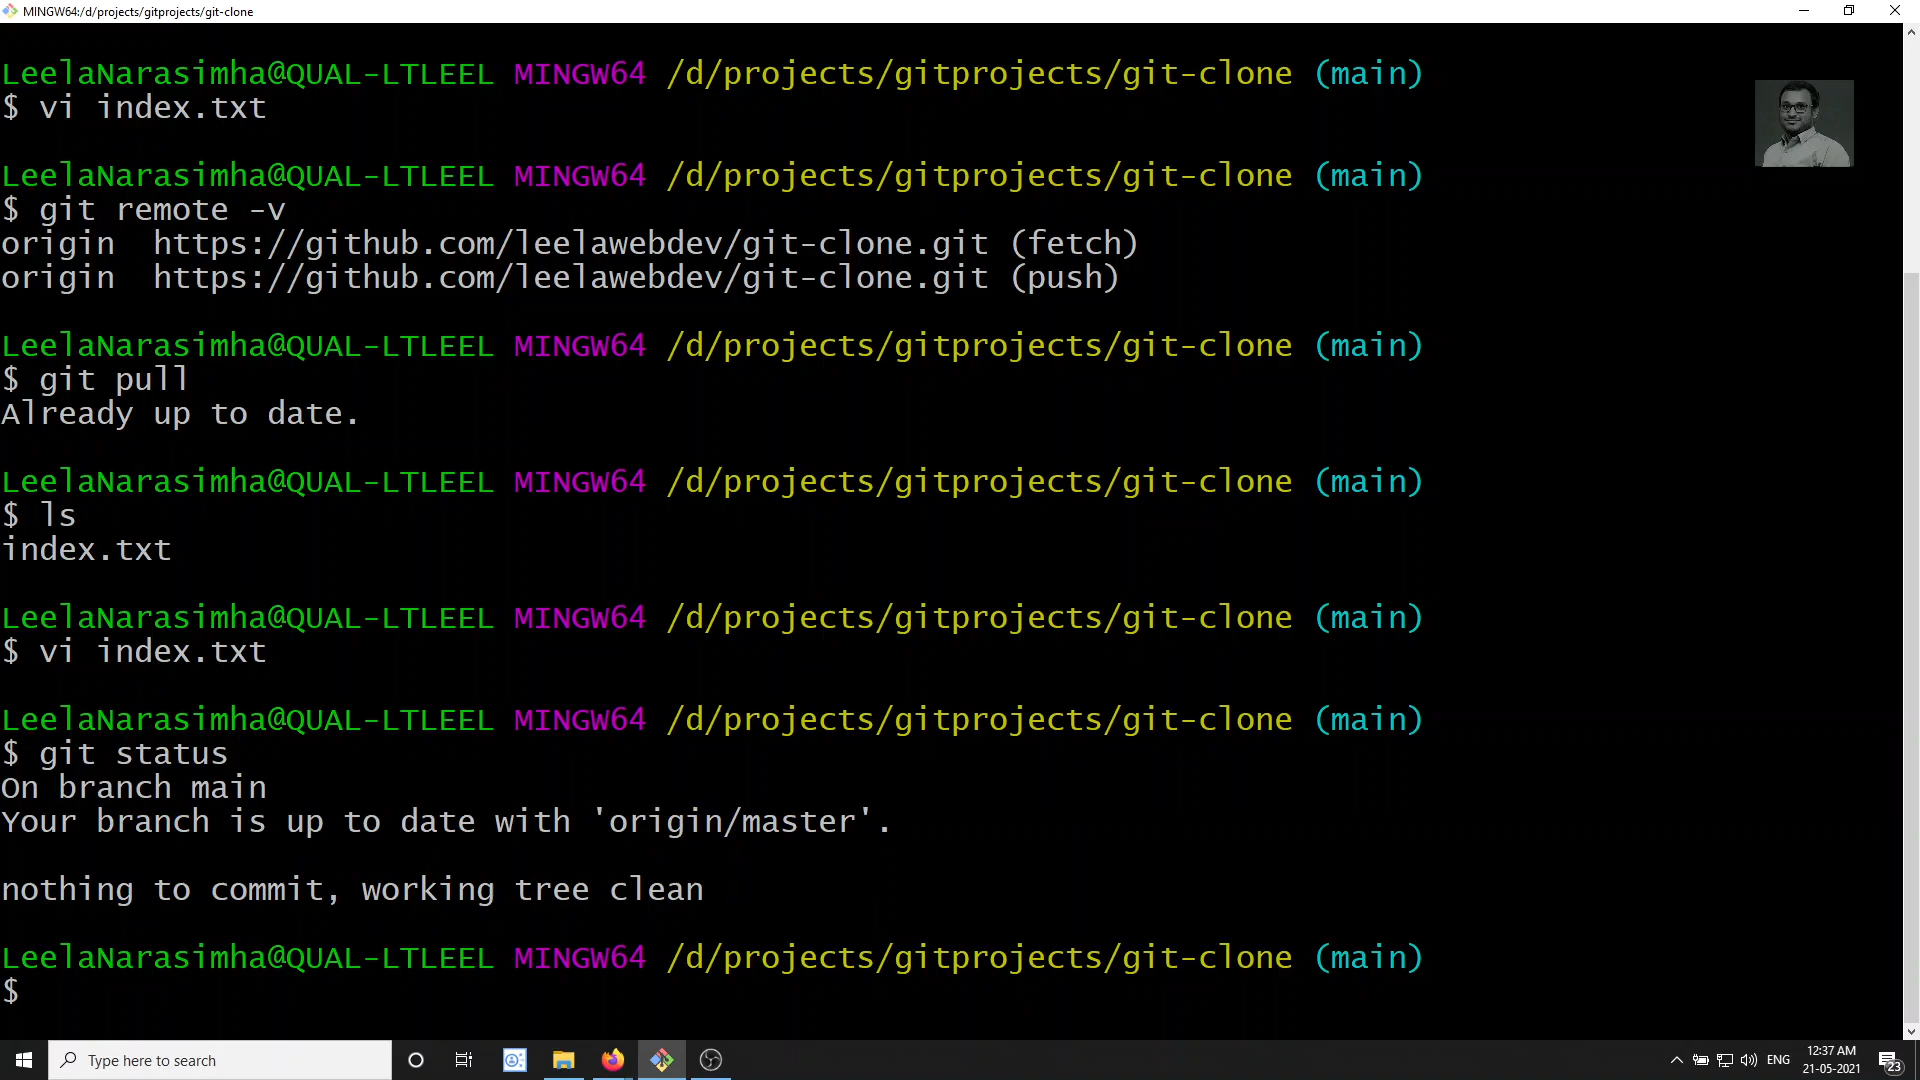 MINGW64:/d/projects/gitprojects/git-clone
LeelaNarasimha@QUAL-LTLEEL MINGW64 /d/projects/gitprojects/git-clone (main)
$ vi index.txt
LeelaNarasimha@QUAL-LTLEEL MINGW64 /d/projects/gitprojects/git-clone (main)
$ git remote -v
origin  https://github.com/leelawebdev/git-clone.git (fetch)
origin  https://github.com/leelawebdev/git-clone.git (push)
LeelaNarasimha@QUAL-LTLEEL MINGW64 /d/projects/gitprojects/git-clone (main)
$ git pull
Already up to date.
LeelaNarasimha@QUAL-LTLEEL MINGW64 /d/projects/gitprojects/git-clone (main)
$ ls
index.txt
LeelaNarasimha@QUAL-LTLEEL MINGW64 /d/projects/gitprojects/git-clone (main)
$ vi index.txt
LeelaNarasimha@QUAL-LTLEEL MINGW64 /d/projects/gitprojects/git-clone (main)
$ git status
On branch main
Your branch is up to date with 'origin/master'.
nothing to commit, working tree clean
LeelaNarasimha@QUAL-LTLEEL MINGW64 /d/projects/gitprojects/git-clone (main)
$
Type here to search
ENG
12:37 AM
21-05-2021
23